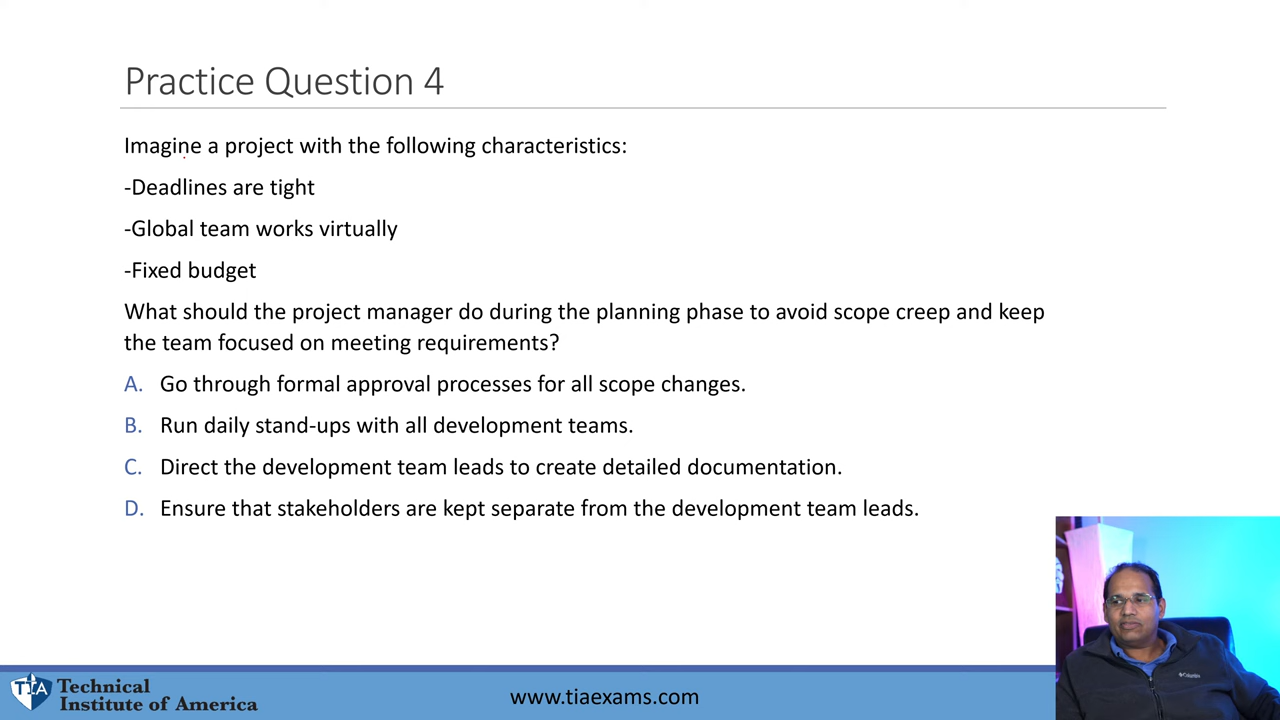 Practice Question 4
Imagine a project with the following characteristics:
-Deadlines are tight
-Global team works virtually
-Fixed budget
What should the project manager do during the planning phase to avoid scope creep and keep
the team focused on meeting requirements?
A. Go through formal approval processes for all scope changes.
B. Run daily stand-ups with all development teams.
C. Direct the development team leads to create detailed documentation.
D. Ensure that stakeholders are kept separate from the development team leads.
TIA
Technical
Institute of America
www.tiaexams.com
Columbia